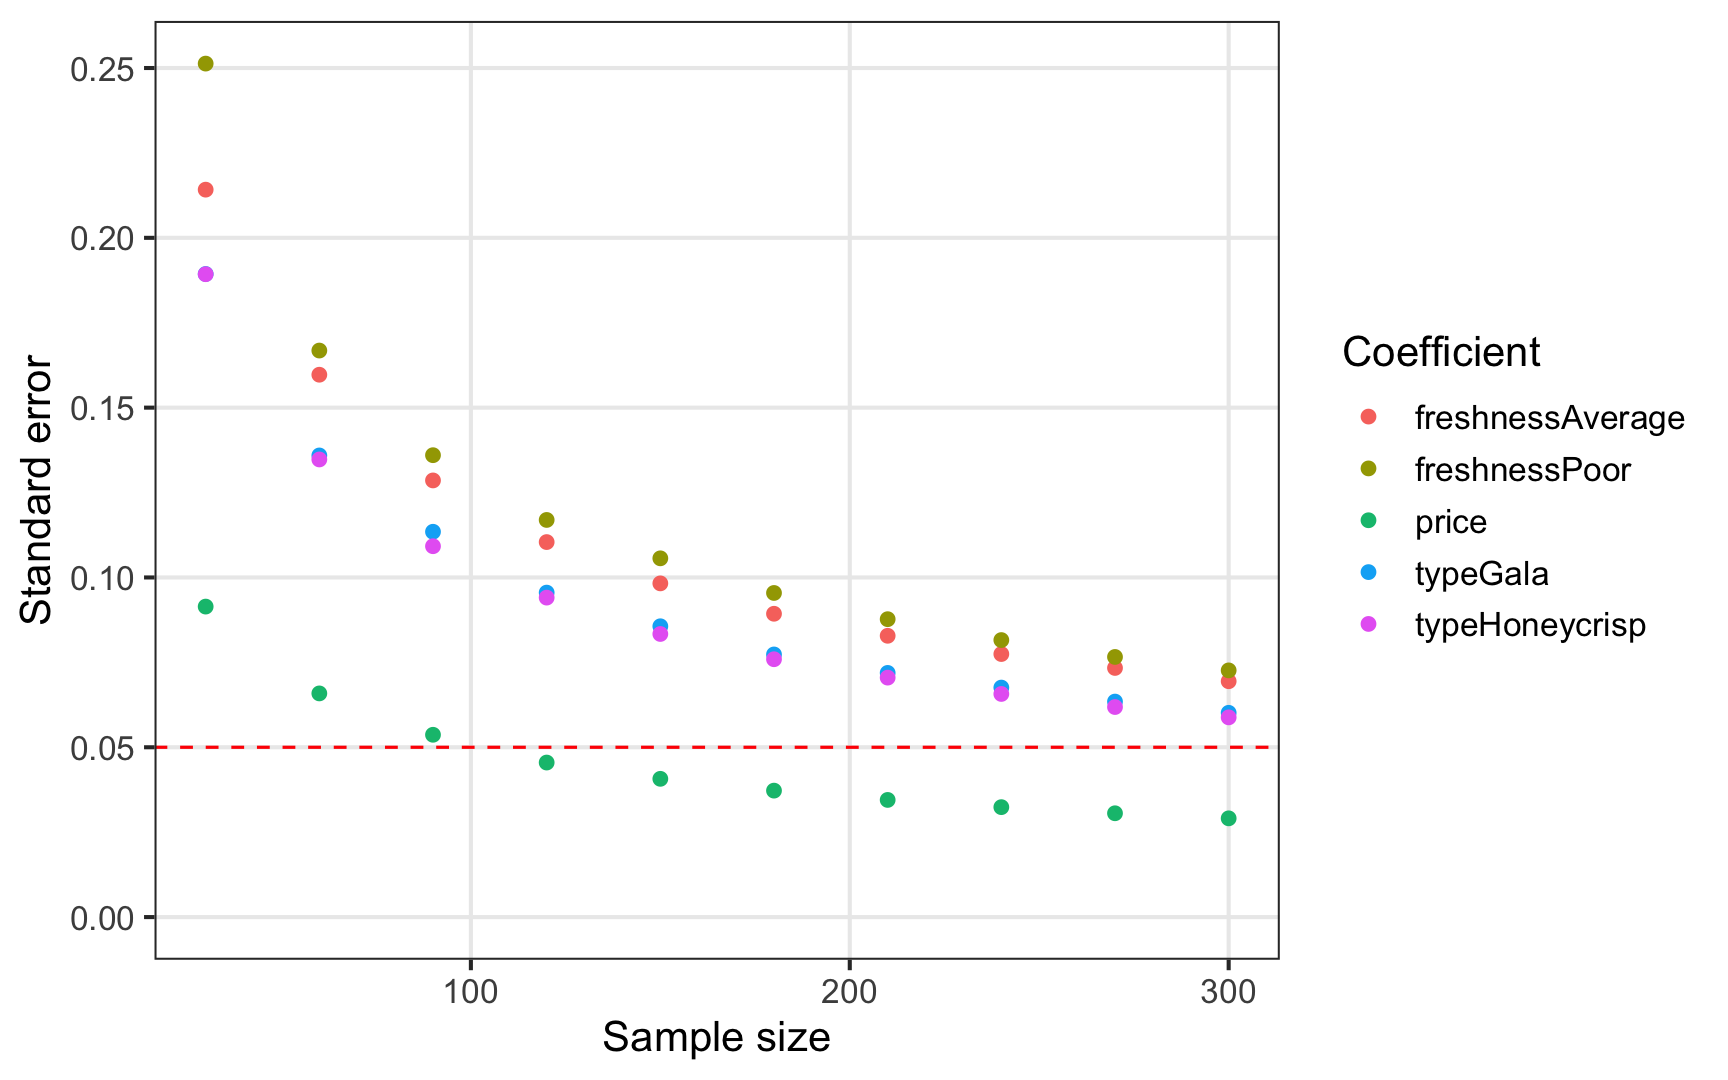 0.25
0.20
0.15
0.10
0.05
0.00
Standard error
100 200 300
Sample size
Coefficient
freshnessAverage
freshnessPoor
price
typeGala
typeHoneycrisp